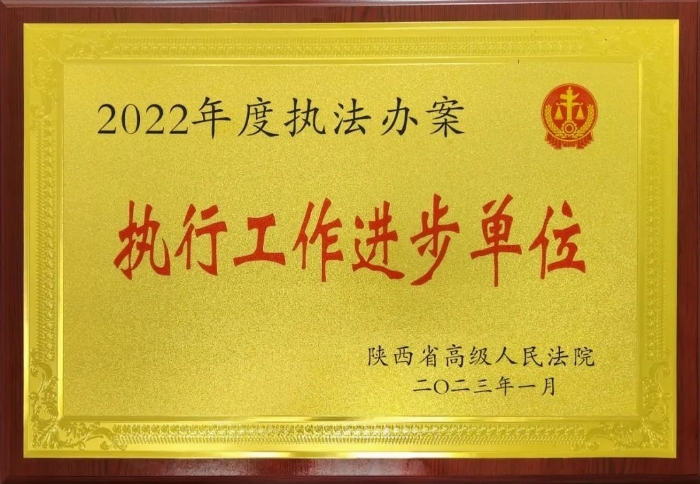 2022年度执法办案
执行工作进步单位
陕西省高级人民法院
二〇二三年一月